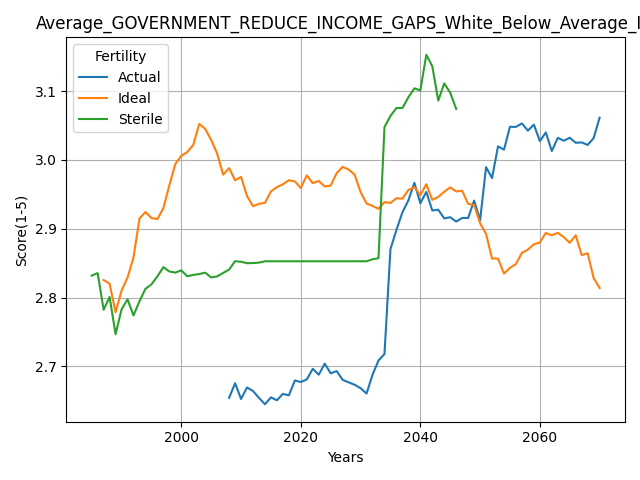 Average_GOVERNMENT_REDUCE_INCOME_GAPS_White_Below_Average_I
Fertility
Actual
Ideal
Sterile
Score(1-5)
3.1
3.0
2.9
2.8
2.7
2000
2020
2040
2060
Years